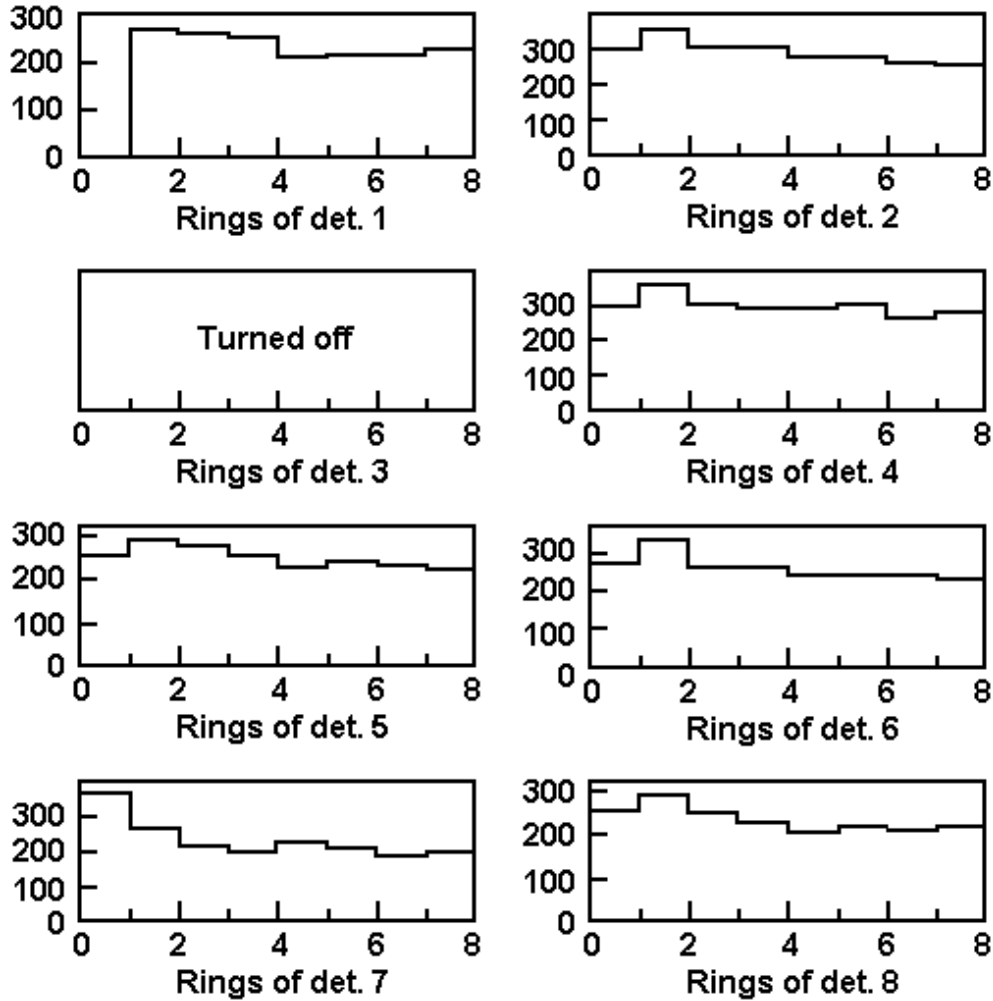 300
200
100
0
0 2 4 6 8
Rings of det. 1
300
200
100
0
0 2 4 6 8
Rings of det. 2
Turned off
0 2 4 6 8
Rings of det. 3
300
200
100
0
0 2 4 6 8
Rings of det. 4
300
200
100
0
0 2 4 6 8
Rings of det. 5
300
200
100
0
0 2 4 6 8
Rings of det. 6
300
200
100
0
0 2 4 6 8
Rings of det. 7
300
200
100
0
0 2 4 6 8
Rings of det. 8